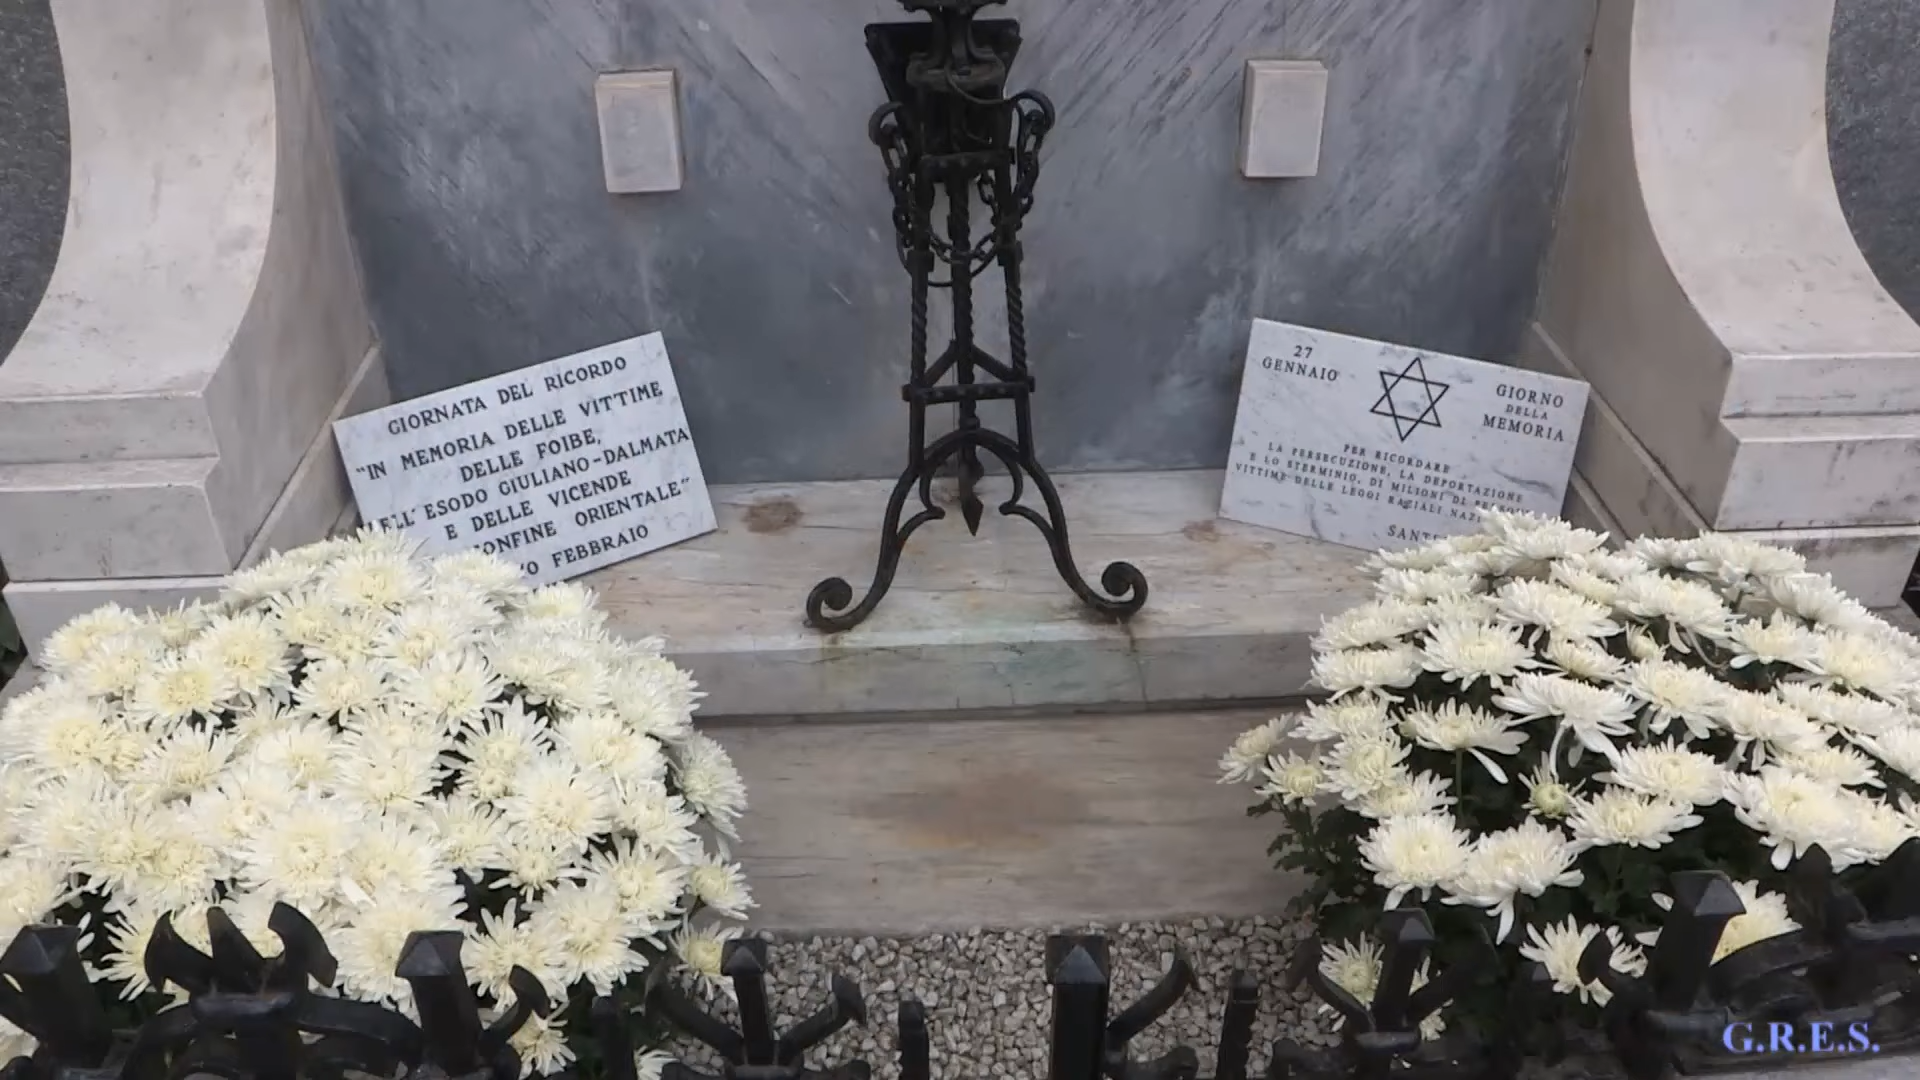 GIORNATA DEL RICORDO
"IN MEMORIA DELLE VITTIME
DELLE FOIBE,
DELL'ESODO GIULIANO-DALMATA
E DELLE VICENDE
CONFINE ORIENTALE"
FEBBRAIO
27
GENNAIO
GIORNO
DELLA
MEMORIA
PER RICORDARE
LA PERSECUZIONE, LA DEPORTAZIONE
E LO STERMINIO, DI MILIONI DI
VITTIME DELLE LEGGI RAZIALI
G.R.E.S.